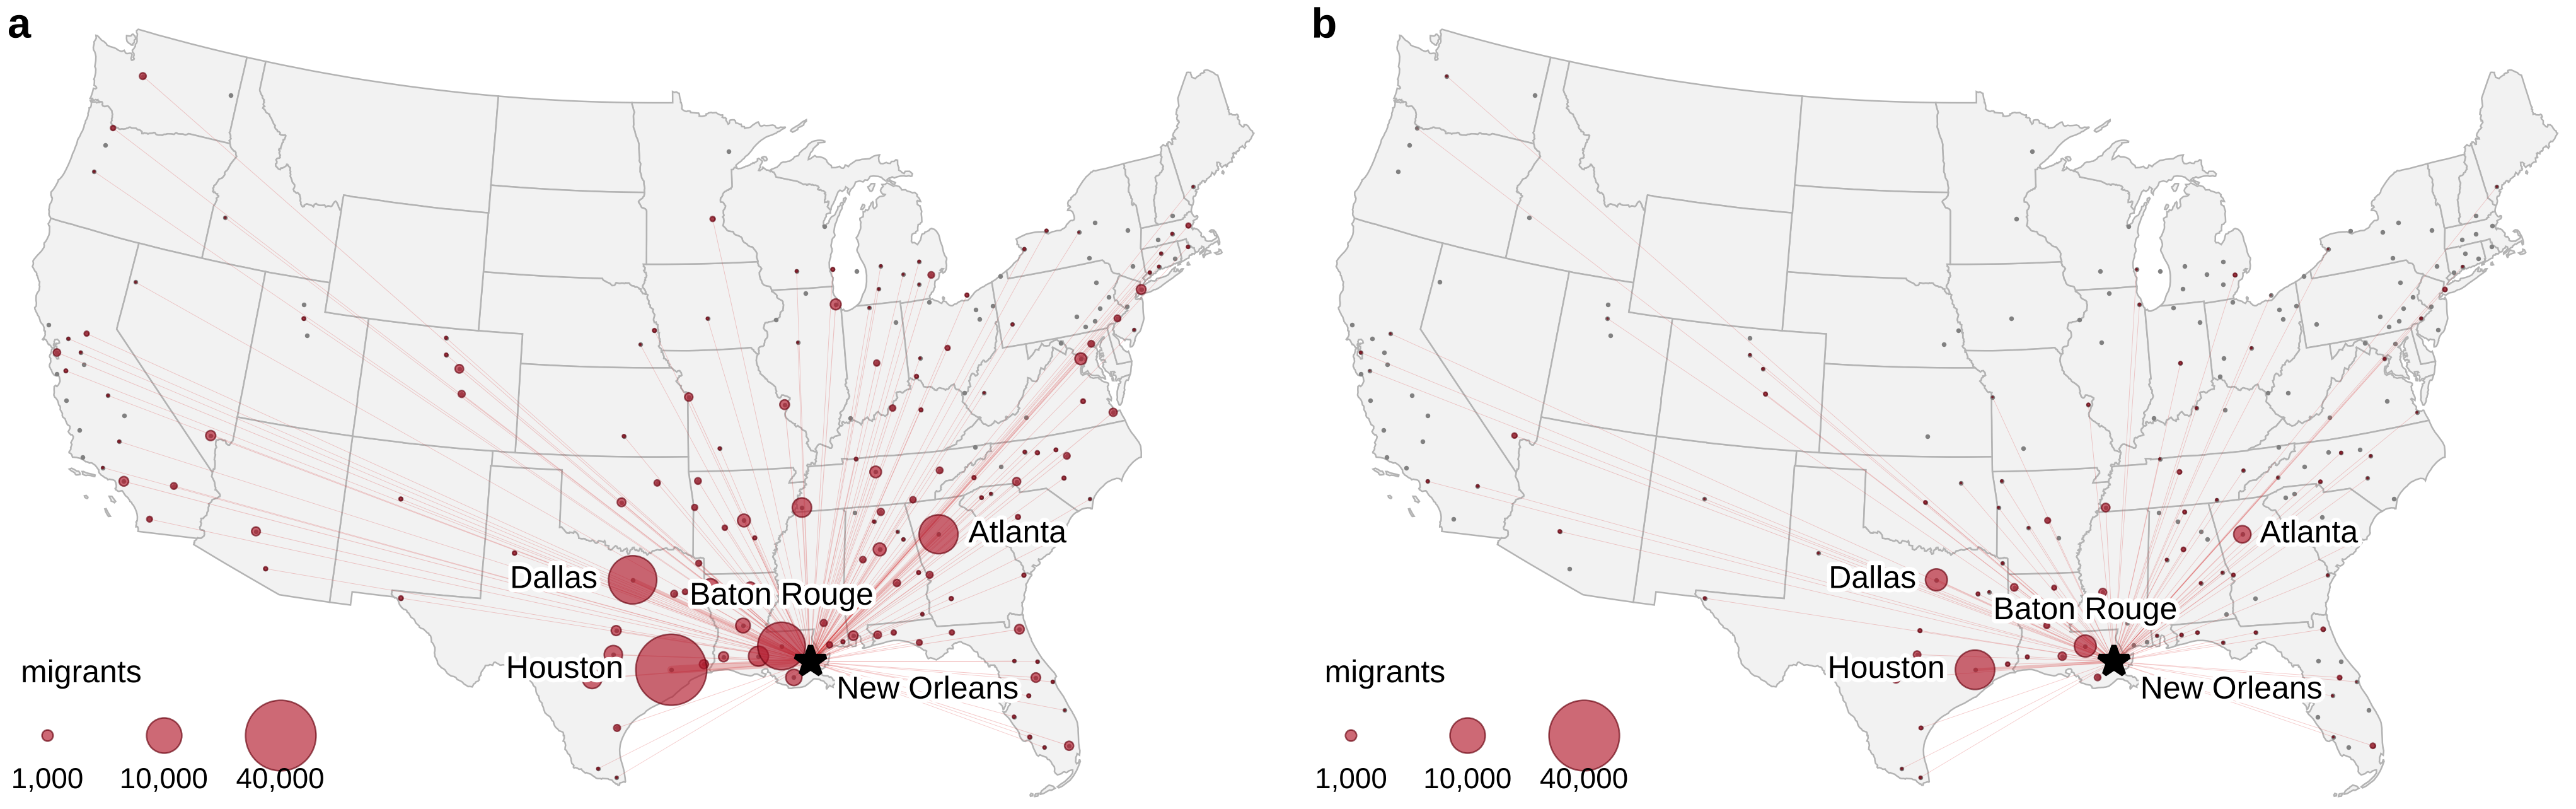 a
Atlanta
Dallas
Baton Rouge
Houston
New Orleans
migrants
1,000 10,000 40,000
b
Atlanta
Dallas
Baton Rouge
Houston
New Orleans
migrants
1,000 10,000 40,000